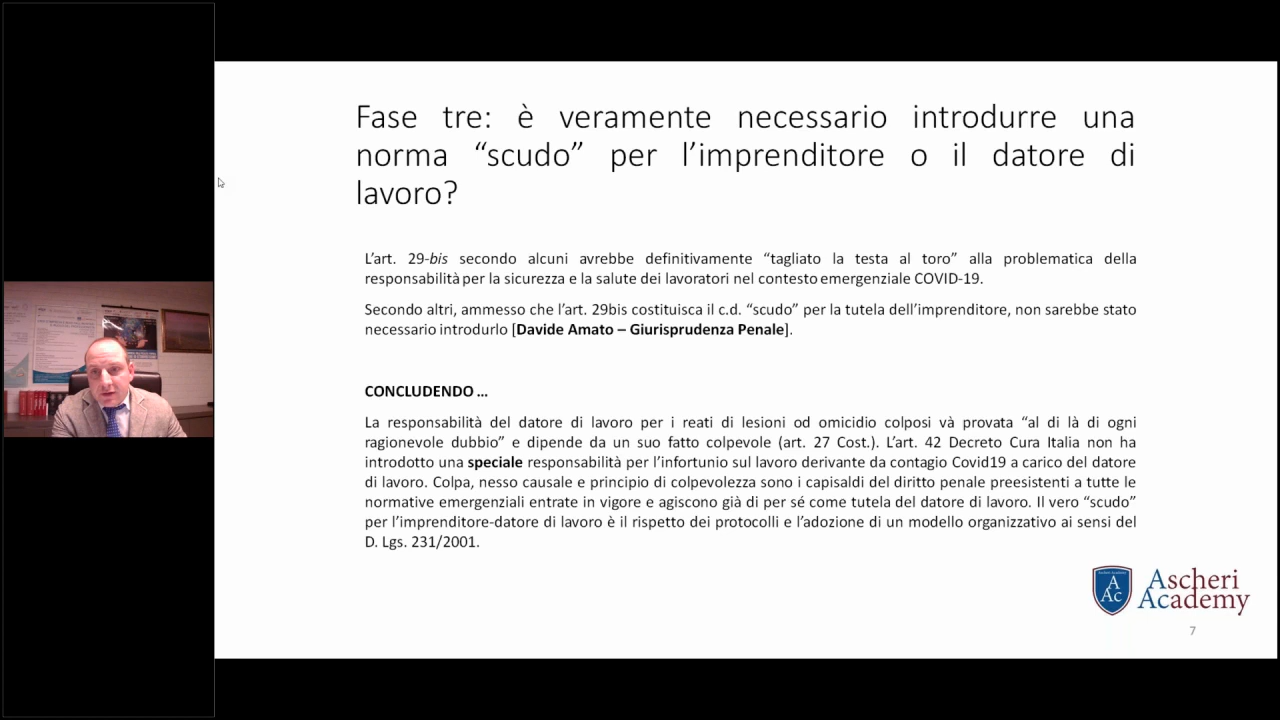 Fase tre: è veramente necessario introdurre una
norma “scudo” per l’imprenditore o il datore di
lavoro?
L’art. 29-bis secondo alcuni avrebbe definitivamente “tagliato la testa al toro” alla problematica della
responsabilità per la sicurezza e la salute dei lavoratori nel contesto emergenziale COVID-19.
Secondo altri, ammesso che l’art. 29bis costituisca il c.d. “scudo” per la tutela dell’imprenditore, non sarebbe stato
necessario introdurlo [Davide Amato – Giurisprudenza Penale].
CONCLUDENDO ...
La responsabilità del datore di lavoro per i reati di lesioni od omicidio colposi và provata “al di là di ogni
ragionevole dubbio” e dipende da un suo fatto colpevole (art. 27 Cost.). L’art. 42 Decreto Cura Italia non ha
introdotto una speciale responsabilità per l’infortunio sul lavoro derivante da contagio Covid19 a carico del datore
di lavoro. Colpa, nesso causale e principio di colpevolezza sono i capisaldi del diritto penale preesistenti a tutte le
normative emergenziali entrate in vigore e agiscono già di per sé come tutela del datore di lavoro. Il vero “scudo”
per l’imprenditore-datore di lavoro è il rispetto dei protocolli e l’adozione di un modello organizzativo ai sensi del
D. Lgs. 231/2001.
A
Ac
Ascheri
Academy
7